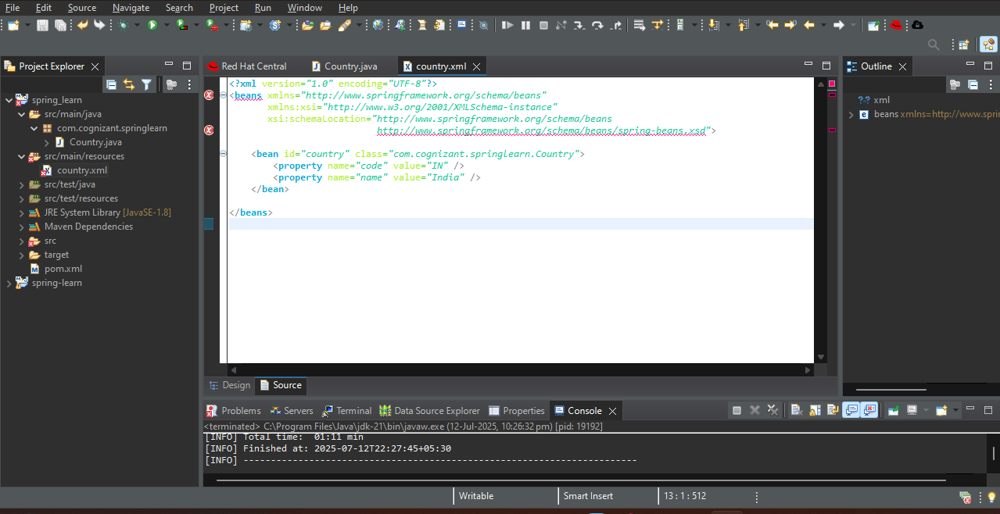 File Edit Source Navigate Search Project Run Window Help
Project Explorer
spring_learn
src/main/java
com.cognizant.springlearn
Country.java
src/main/resources
country.xml
src/test/java
src/test/resources
JRE System Library [JavaSE-1.8]
Maven Dependencies
src
target
pom.xml
spring-learn
Red Hat Central Country.java country.xml
<?xml version="1.0" encoding="UTF-8"?>
<beans xmlns="http://www.springframework.org/schema/beans"
xmlns:xsi="http://www.w3.org/2001/XMLSchema-instance"
xsi:schemaLocation="http://www.springframework.org/schema/beans
http://www.springframework.org/schema/beans/spring-beans.xsd">
<bean id="country" class="com.cognizant.springlearn.Country">
<property name="code" value="IN" />
<property name="name" value="India" />
</bean>
</beans>
Design Source
Outline
xml
beans xmlns=http://www.spri
Problems Servers Terminal Data Source Explorer Properties Console
<terminated> C:\Program Files\Java\jdk-21\bin\javaw.exe (12-Jul-2025, 10:26:32 pm) [pid: 19192]
[INFO] Total time:  01:11 min
[INFO] Finished at: 2025-07-12T22:27:45+05:30
[INFO] ------------------------------------------------------------------------
Writable Smart Insert 13 : 1 : 512